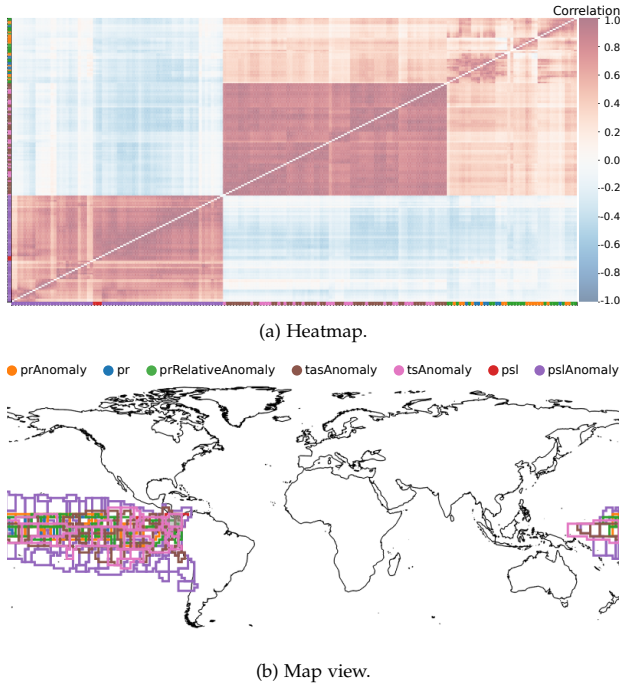 Correlation
1.0
0.8
0.6
0.4
0.2
0.0
-0.2
-0.4
-0.6
-0.8
-1.0
(a) Heatmap.
prAnomaly pr prRelativeAnomaly tasAnomaly tsAnomaly psl pslAnomaly
(b) Map view.